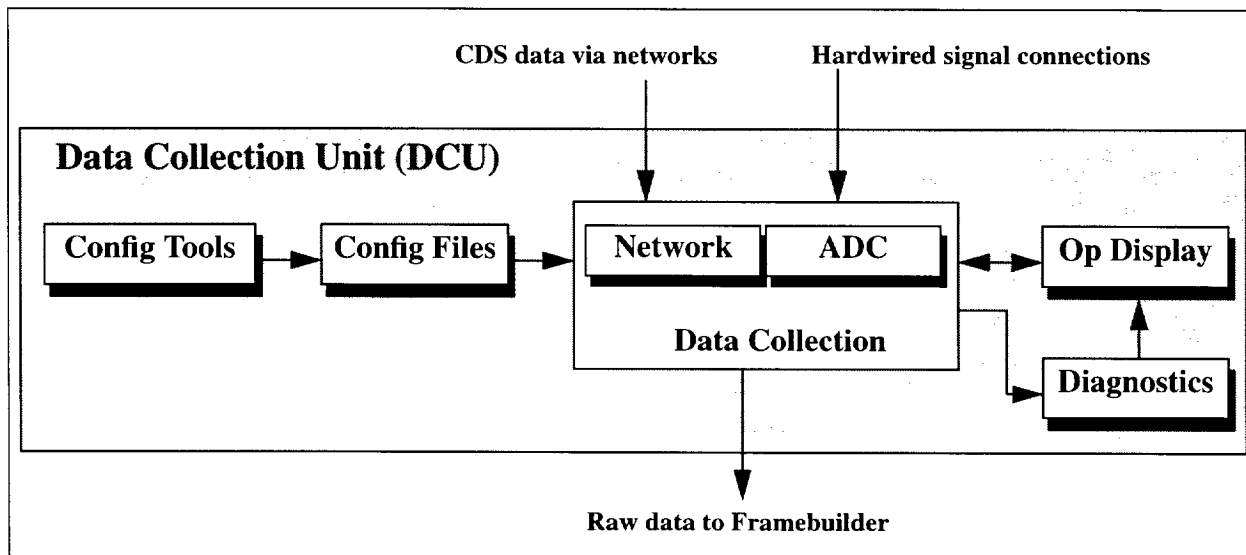 CDS data via networks
Hardwired signal connections
Data Collection Unit (DCU)
Config Tools
Config Files
Network
ADC
Op Display
Data Collection
Diagnostics
Raw data to Framebuilder